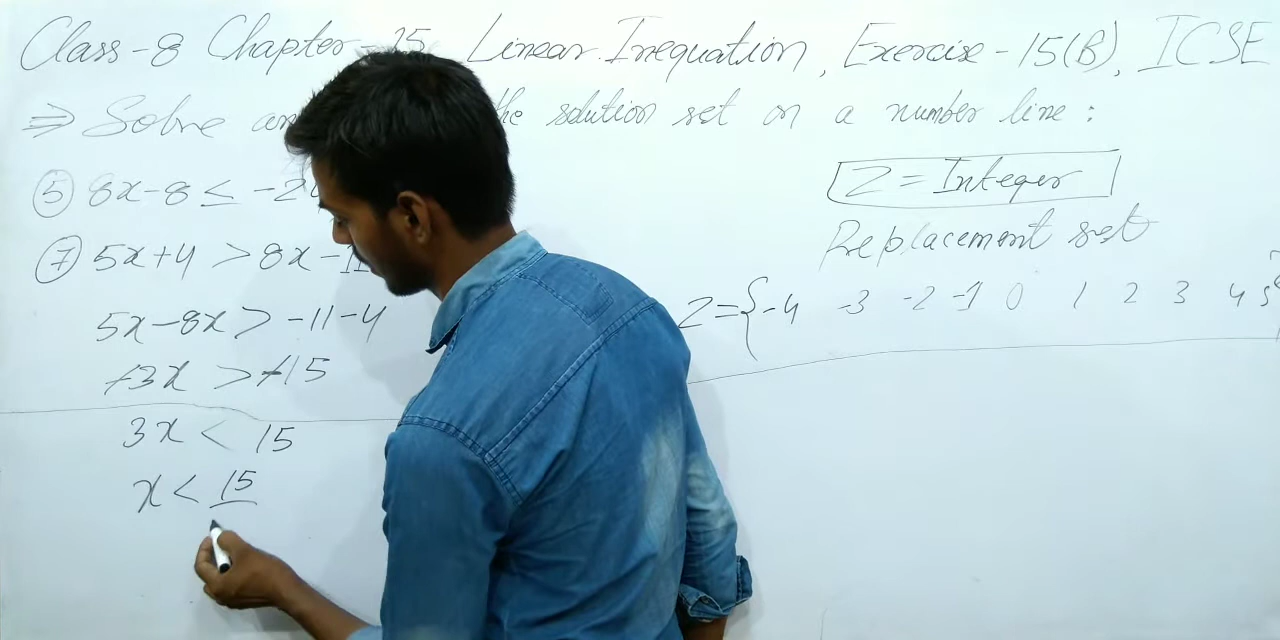 Class-8 Chapter-15 Linear Inequation, Exercise-15(B), ICSE
⇒ Solve the solution set on a number line :
Z = Integer
⑤ 8x-8 ≤ -2
Replacement set
⑦ 5x+4 > 8x-11
Z = {-4 -3 -2 -1 0 1 2 3 4 5
5x-8x > -11-4
-3x > -15
3x < 15
x < 15